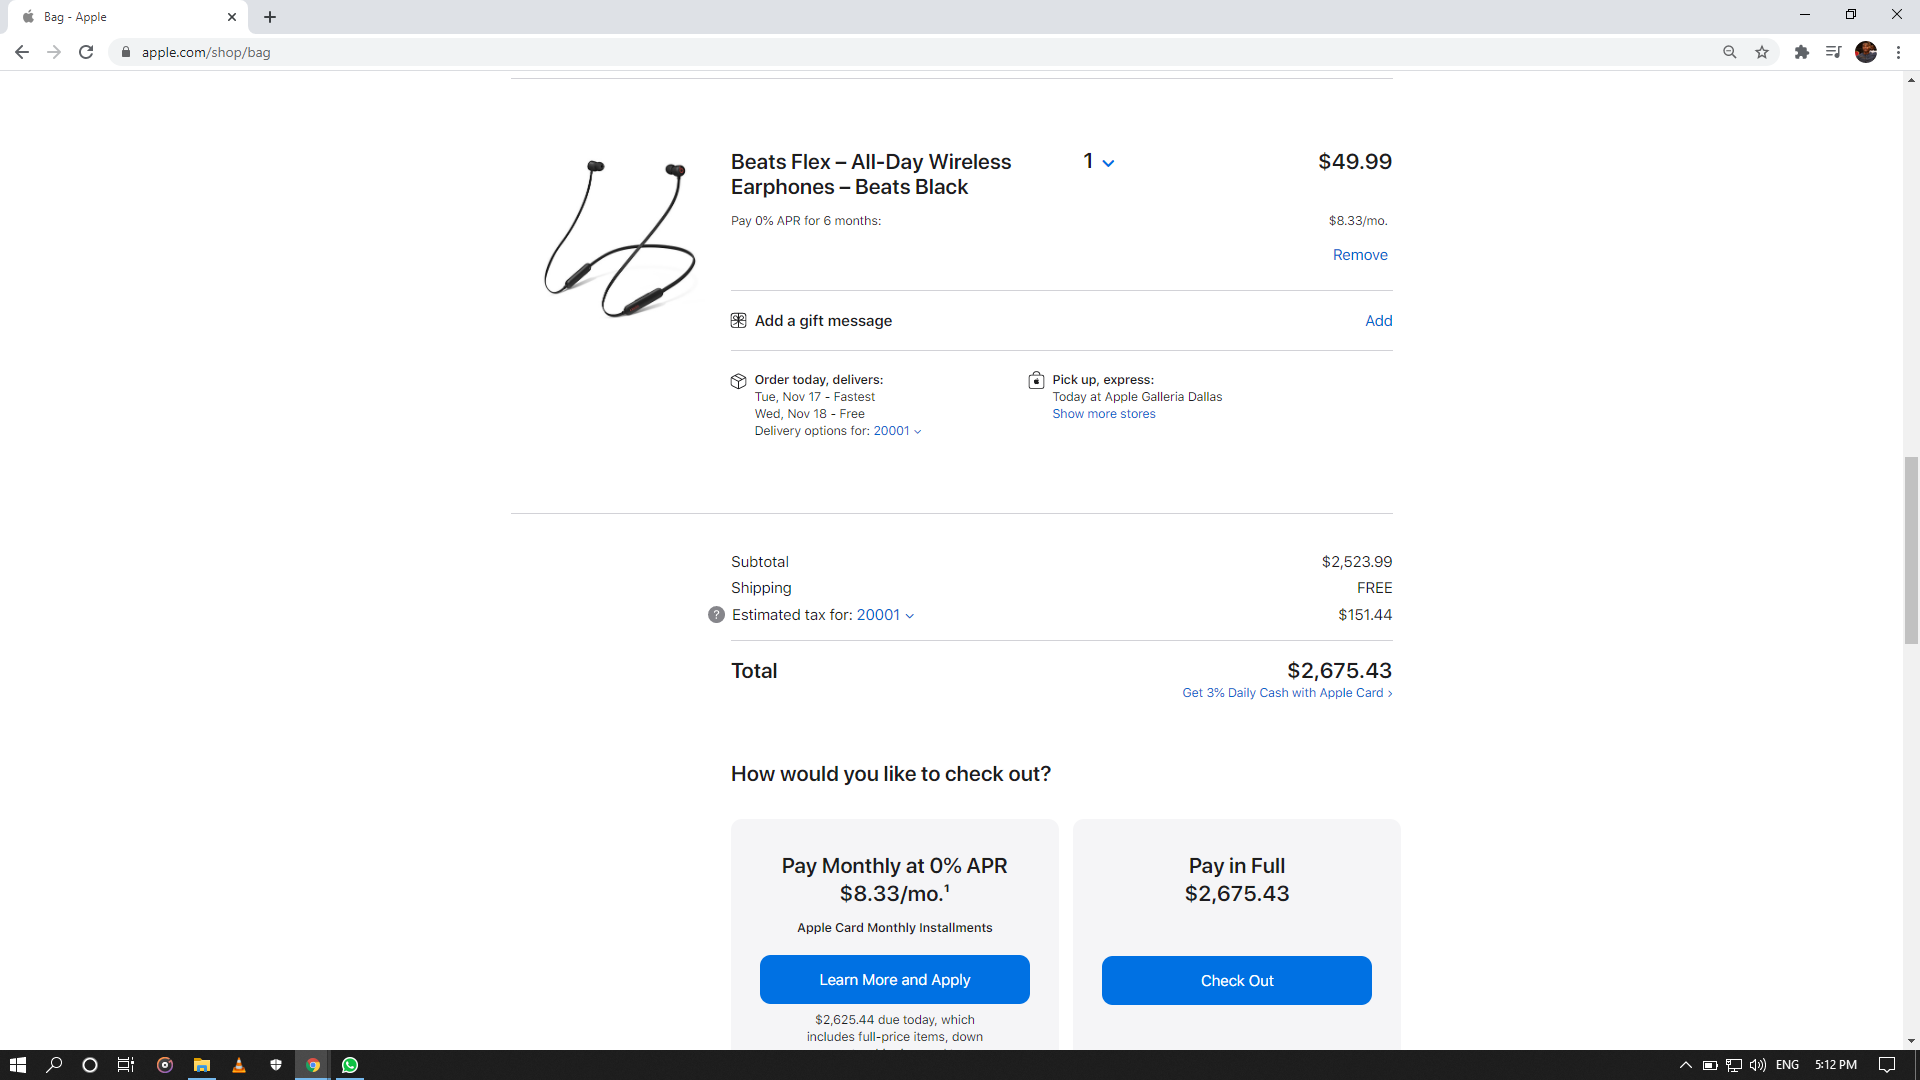 Bag - Apple
apple.com/shop/bag
Beats Flex – All-Day Wireless
Earphones – Beats Black
1
$49.99
Pay 0% APR for 6 months:
$8.33/mo.
Remove
Add a gift message
Add
Order today, delivers:
Tue, Nov 17 - Fastest
Wed, Nov 18 - Free
Delivery options for: 20001
Pick up, express:
Today at Apple Galleria Dallas
Show more stores
Subtotal
$2,523.99
Shipping
FREE
? Estimated tax for: 20001
$151.44
Total
$2,675.43
Get 3% Daily Cash with Apple Card >
How would you like to check out?
Pay Monthly at 0% APR
$8.33/mo.¹
Apple Card Monthly Installments
Learn More and Apply
$2,625.44 due today, which
includes full-price items, down
Pay in Full
$2,675.43
Check Out
ENG
5:12 PM